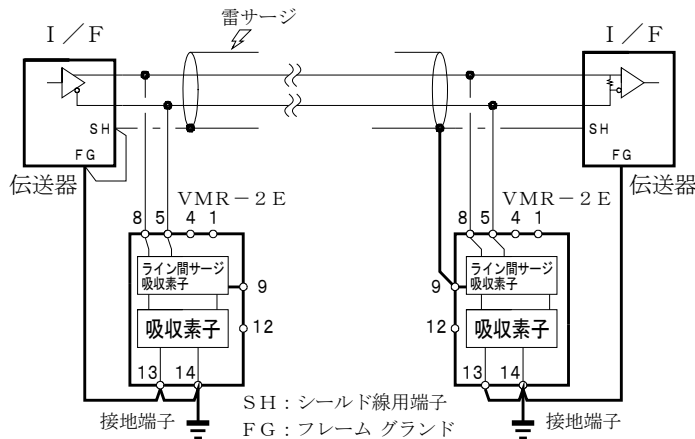 雷サージ
I／F
I／F
SH
SH
FG
FG
伝送器
伝送器
VMR－2E
VMR－2E
8 5 4 1
8 5 4 1
ライン間サージ
吸収素子
9
9
ライン間サージ
吸収素子
吸収素子
12
12
吸収素子
13 14
13 14
SH：シールド線用端子
接地端子
FG：フレーム グランド
接地端子